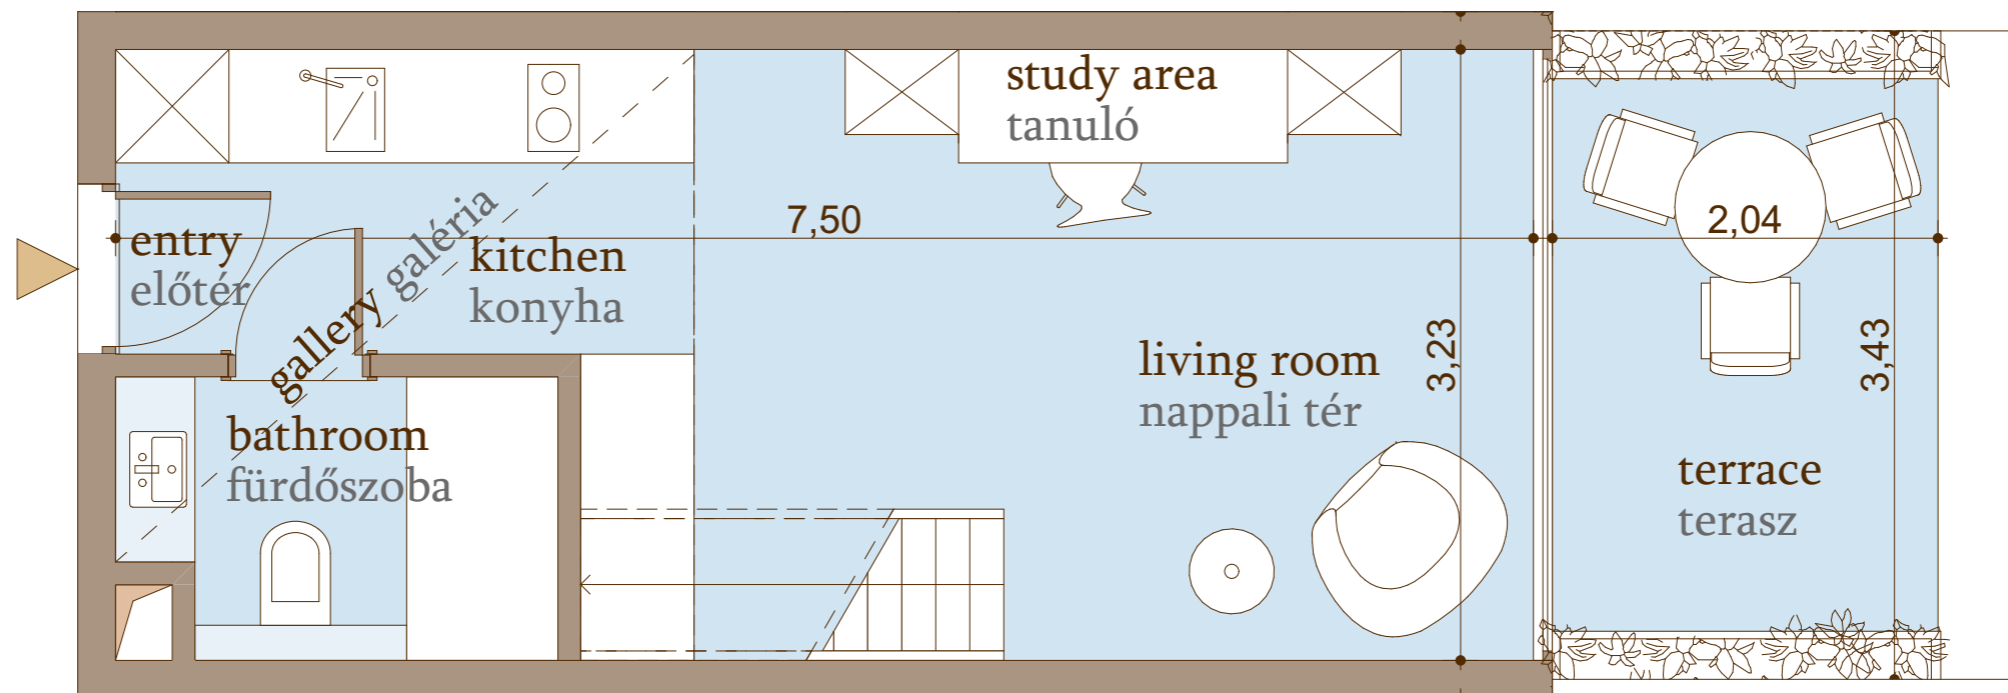 study area
tanuló
7,50
2,04
entry
előtér
gallery galéria
kitchen
konyha
living room
nappali tér
3,23
3,43
bathroom
fürdőszoba
terrace
terasz